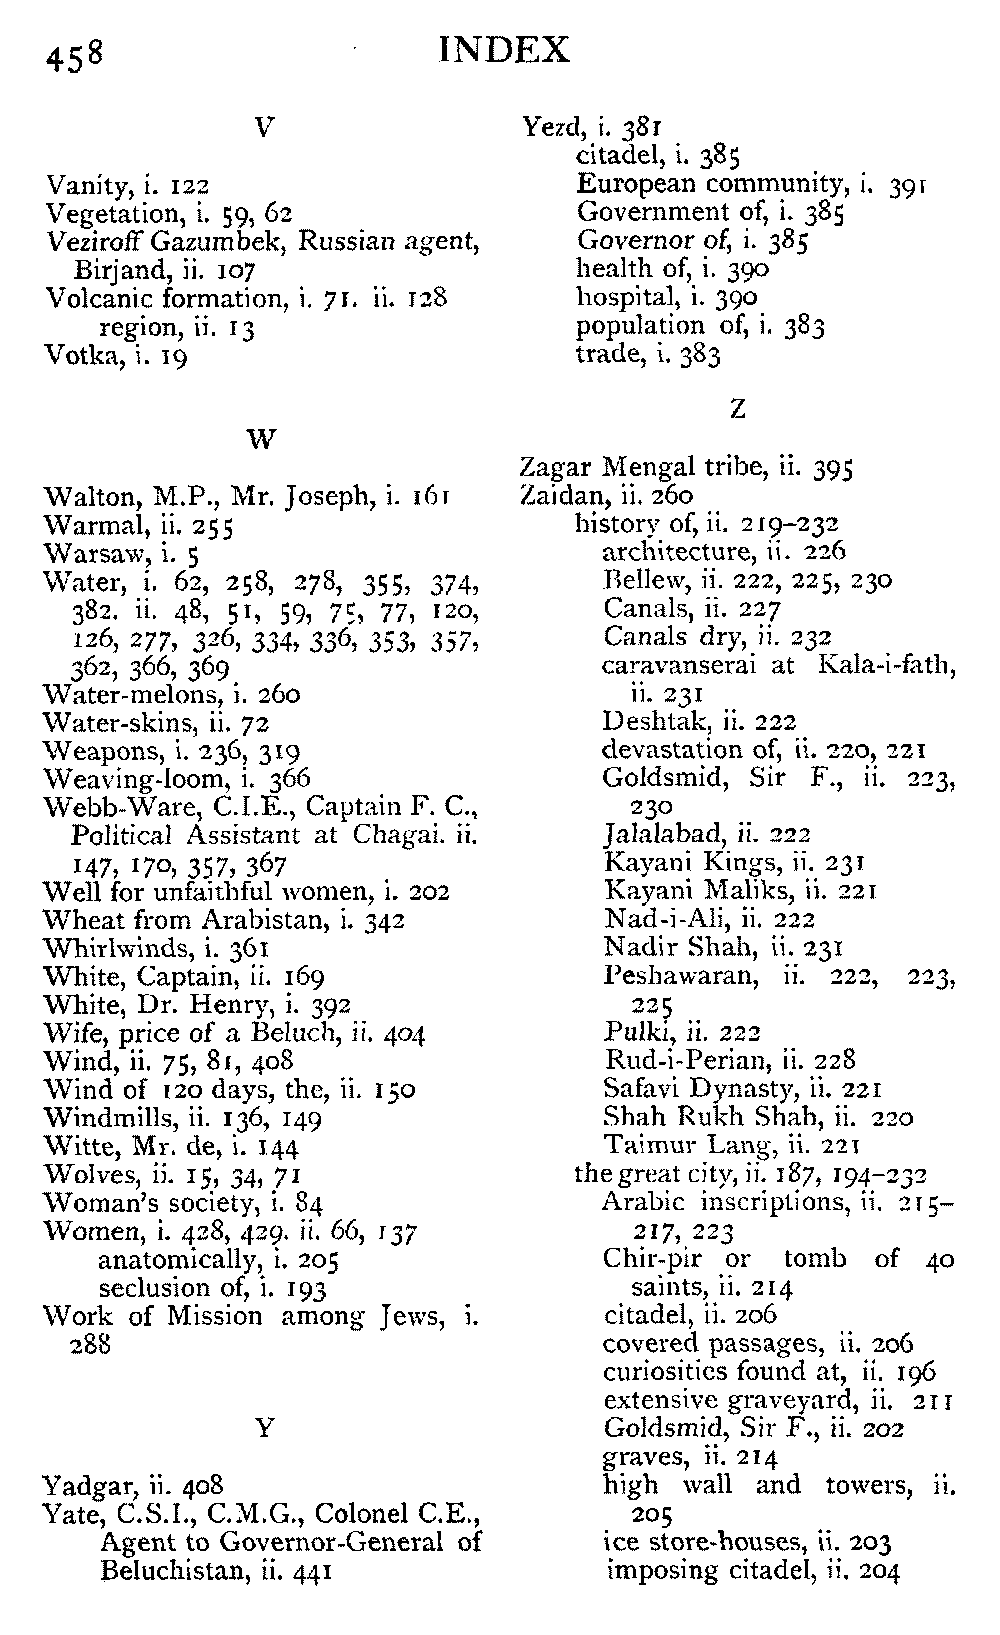 458
INDEX
V
Vanity, i. 122
Vegetation, i. 59, 62
Veziroff Gazumbek, Russian agent,
Birjand, ii. 107
Volcanic formation, i. 71. ii. 128
region, ii. 13
Votka, i. 19
W
Walton, M.P., Mr. Joseph, i. 161
Warmal, ii. 255
Warsaw, i. 5
Water, i. 62, 258, 278, 355, 374,
382. ii. 48, 51, 59, 75, 77, 120,
126, 277, 326, 334, 336, 353, 357,
362, 366, 369
Water-melons, i. 260
Water-skins, ii. 72
Weapons, i. 236, 319
Weaving-loom, i. 366
Webb-Ware, C.I.E., Captain F. C.,
Political Assistant at Chagai. ii.
147, 170, 357, 367
Well for unfaithful women, i. 202
Wheat from Arabistan, i. 342
Whirlwinds, i. 361
White, Captain, ii. 169
White, Dr. Henry, i. 392
Wife, price of a Beluch, ii. 404
Wind, ii. 75, 81, 408
Wind of 120 days, the, ii. 150
Windmills, ii. 136, 149
Witte, Mr. de, i. 144
Wolves, ii. 15, 34, 71
Woman's society, i. 84
Women, i. 428, 429. ii. 66, 137
anatomically, i. 205
seclusion of, i. 193
Work of Mission among Jews, i.
288
Y
Yadgar, ii. 408
Yate, C.S.I., C.M.G., Colonel C.E.,
Agent to Governor-General of
Beluchistan, ii. 441
Yezd, i. 381
citadel, i. 385
European community, i. 391
Government of, i. 385
Governor of, i. 385
health of, i. 390
hospital, i. 390
population of, i. 383
trade, i. 383
Z
Zagar Mengal tribe, ii. 395
Zaidan, ii. 260
history of, ii. 219–232
architecture, ii. 226
Bellew, ii. 222, 225, 230
Canals, ii. 227
Canals dry, ii. 232
caravanserai at Kala-i-fath,
ii. 231
Deshtak, ii. 222
devastation of, ii. 220, 221
Goldsmid, Sir F., ii. 223,
230
Jalalabad, ii. 222
Kayani Kings, ii. 231
Kayani Maliks, ii. 221
Nad-i-Ali, ii. 222
Nadir Shah, ii. 231
Peshawaran, ii. 222, 223,
225
Pulki, ii. 222
Rud-i-Perian, ii. 228
Safavi Dynasty, ii. 221
Shah Rukh Shah, ii. 220
Taimur Lang, ii. 221
the great city, ii. 187, 194–232
Arabic inscriptions, ii. 215–
217, 223
Chir-pir or tomb of 40
saints, ii. 214
citadel, ii. 206
covered passages, ii. 206
curiosities found at, ii. 196
extensive graveyard, ii. 211
Goldsmid, Sir F., ii. 202
graves, ii. 214
high wall and towers, ii.
205
ice store-houses, ii. 203
imposing citadel, ii. 204